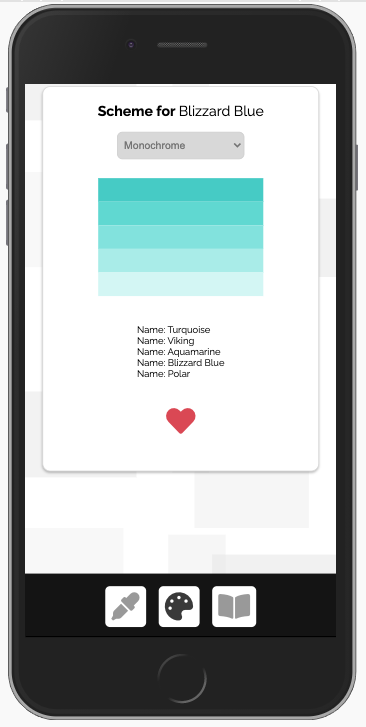 Scheme for Blizzard Blue
Monochrome
Name: Turquoise
Name: Viking
Name: Aquamarine
Name: Blizzard Blue
Name: Polar